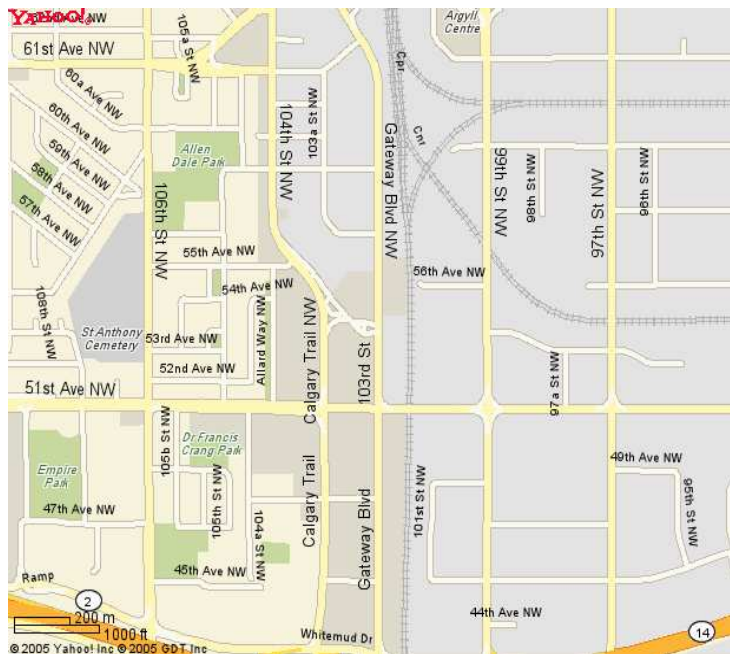 YAHOO!
Ave NW
61st Ave NW
105a St NW
Argyll
Centre
Cpr
60a Ave NW
60th Ave NW
59th Ave NW
58th Ave NW
57th Ave NW
Allen
Dale Park
104th St NW
103a St NW
Gateway Blvd NW
Cnr
99th St NW
98th St NW
97th St NW
96th St NW
106th St NW
55th Ave NW
54th Ave NW
56th Ave NW
108th St NW
St Anthony
Cemetery
53rd Ave NW
52nd Ave NW
Allard Way NW
Calgary Trail NW
103rd St
97a St NW
51st Ave NW
105b St NW
Dr Francis
Crang Park
Empire
Park
105th St NW
104a St NW
Calgary Trail
Gateway Blvd
101st St NW
49th Ave NW
95th St NW
47th Ave NW
45th Ave NW
Ramp
2
200 m
1000 ft
Whitemud Dr
44th Ave NW
14
© 2005 Yahoo! Inc © 2005 GDT Inc